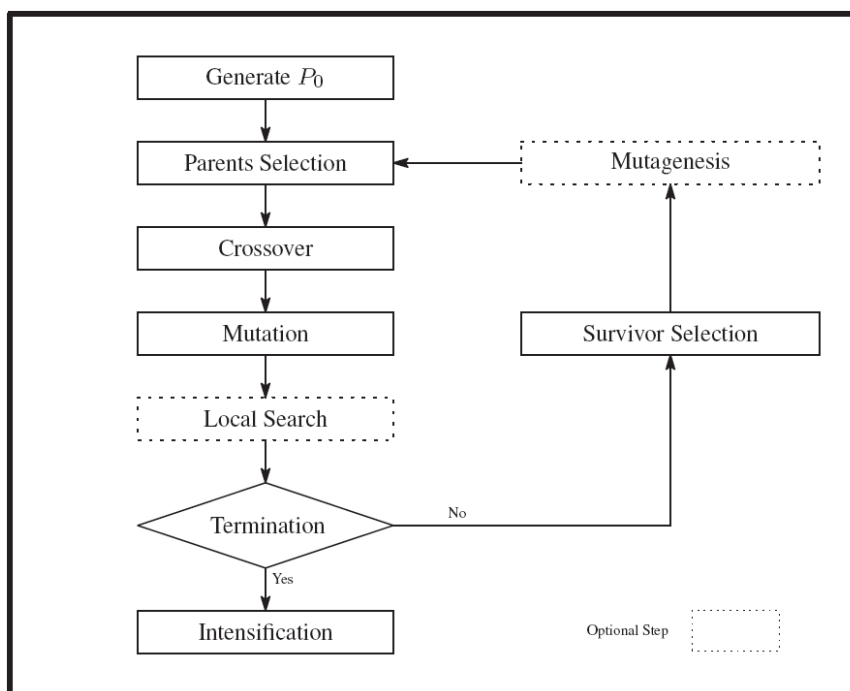 Generate P0
Parents Selection
Mutagenesis
Crossover
Mutation
Survivor Selection
Local Search
Termination
No
Yes
Intensification
Optional Step